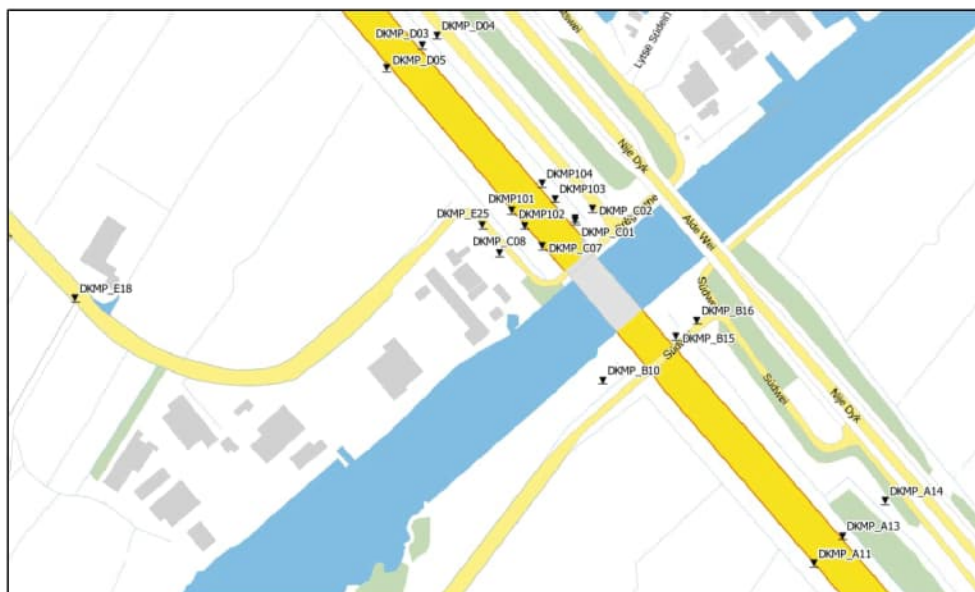 DKMP_D04
DKMP_D03
DKMP_D05
Lytse Súdein
Nije Dyk
DKMP104
DKMP103
DKMP101
DKMP_C02
DKMP_E25
DKMP102
DKMP_C01
Alde Wei
DKMP_C08
DKMP_C07
DKMP_E18
Súdwei
DKMP_B16
DKMP_B15
DKMP_B10
Súdwei
Nije Dyk
DKMP_A14
DKMP_A13
DKMP_A11